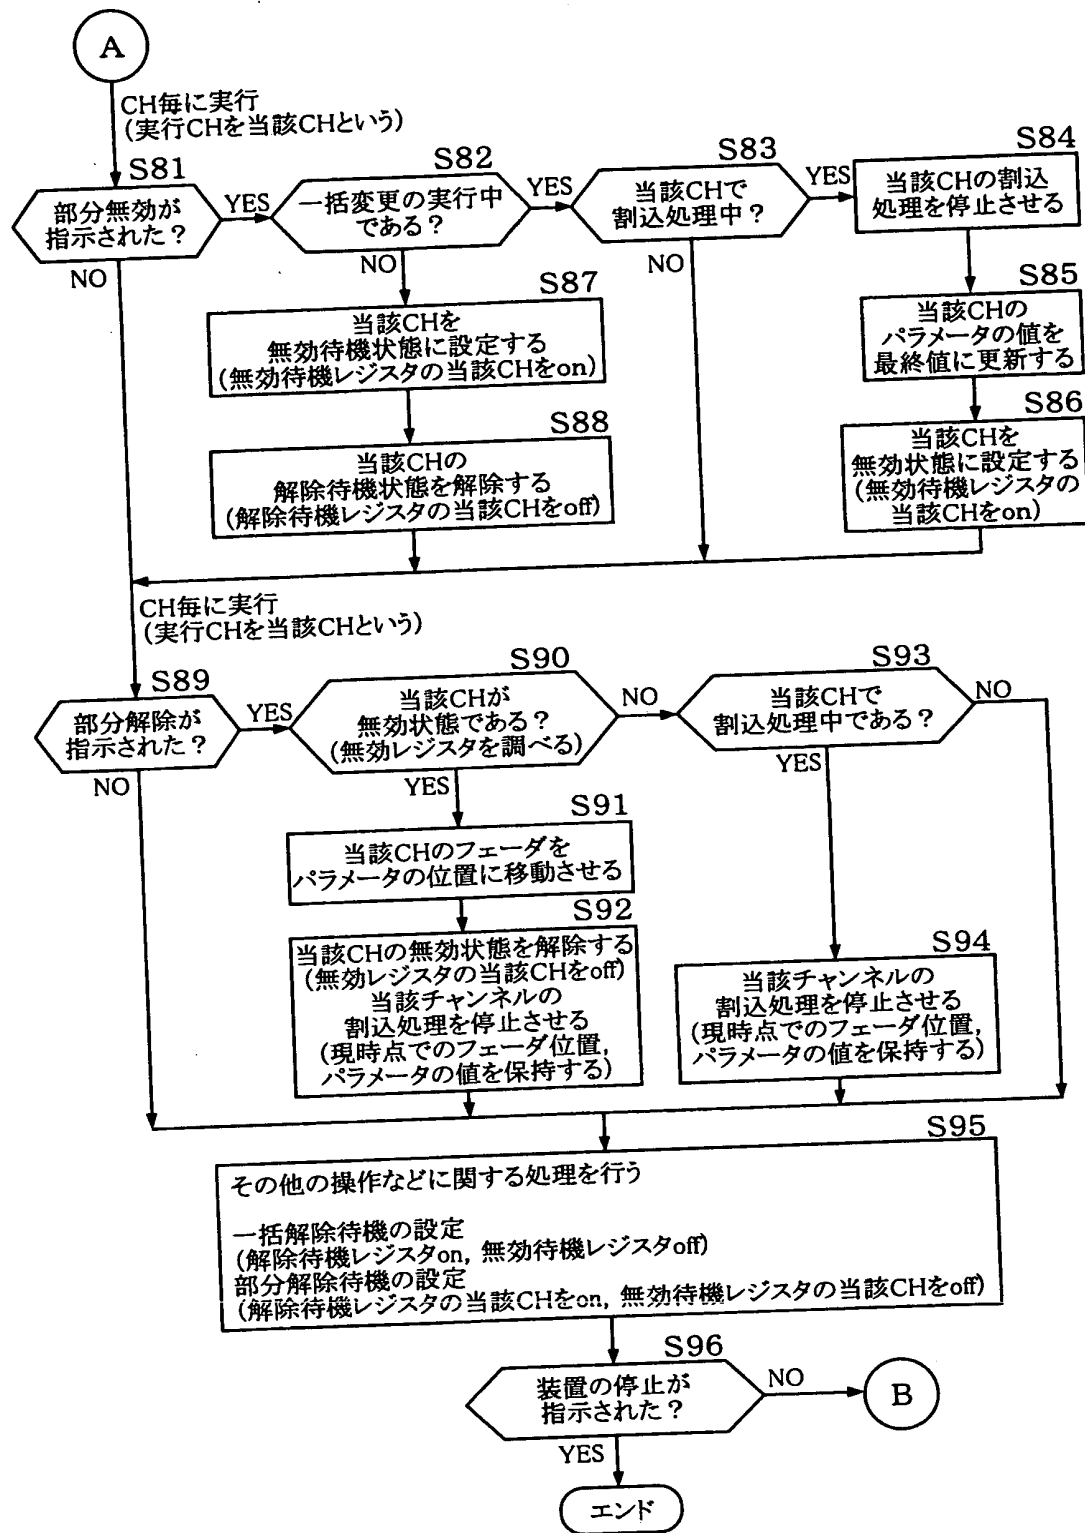 A
CH毎に実行
(実行CHを当該CHという)
S81
部分無効が
指示された?
YES
NO
S82
一括変更の実行中
である?
YES
NO
S83
当該CHで
割込処理中?
YES
NO
S84
当該CHの割込
処理を停止させる
S85
当該CHの
パラメータの値を
最終値に更新する
S86
当該CHを
無効状態に設定する
(無効待機レジスタの
当該CHをon)
S87
当該CHを
無効待機状態に設定する
(無効待機レジスタの当該CHをon)
S88
当該CHの
解除待機状態を解除する
(解除待機レジスタの当該CHをoff)
CH毎に実行
(実行CHを当該CHという)
S89
部分解除が
指示された?
YES
NO
S90
当該CHが
無効状態である?
(無効レジスタを調べる)
NO
YES
S93
当該CHで
割込処理中である?
NO
YES
S91
当該CHのフェーダを
パラメータの位置に移動させる
S92
当該CHの無効状態を解除する
(無効レジスタの当該CHをoff)
当該チャンネルの
割込処理を停止させる
(現時点でのフェーダ位置,
パラメータの値を保持する)
S94
当該チャンネルの
割込処理を停止させる
(現時点でのフェーダ位置,
パラメータの値を保持する)
S95
その他の操作などに関する処理を行う
一括解除待機の設定
(解除待機レジスタon, 無効待機レジスタoff)
部分解除待機の設定
(解除待機レジスタの当該CHをon, 無効待機レジスタの当該CHをoff)
S96
装置の停止が
指示された?
NO
B
YES
エンド